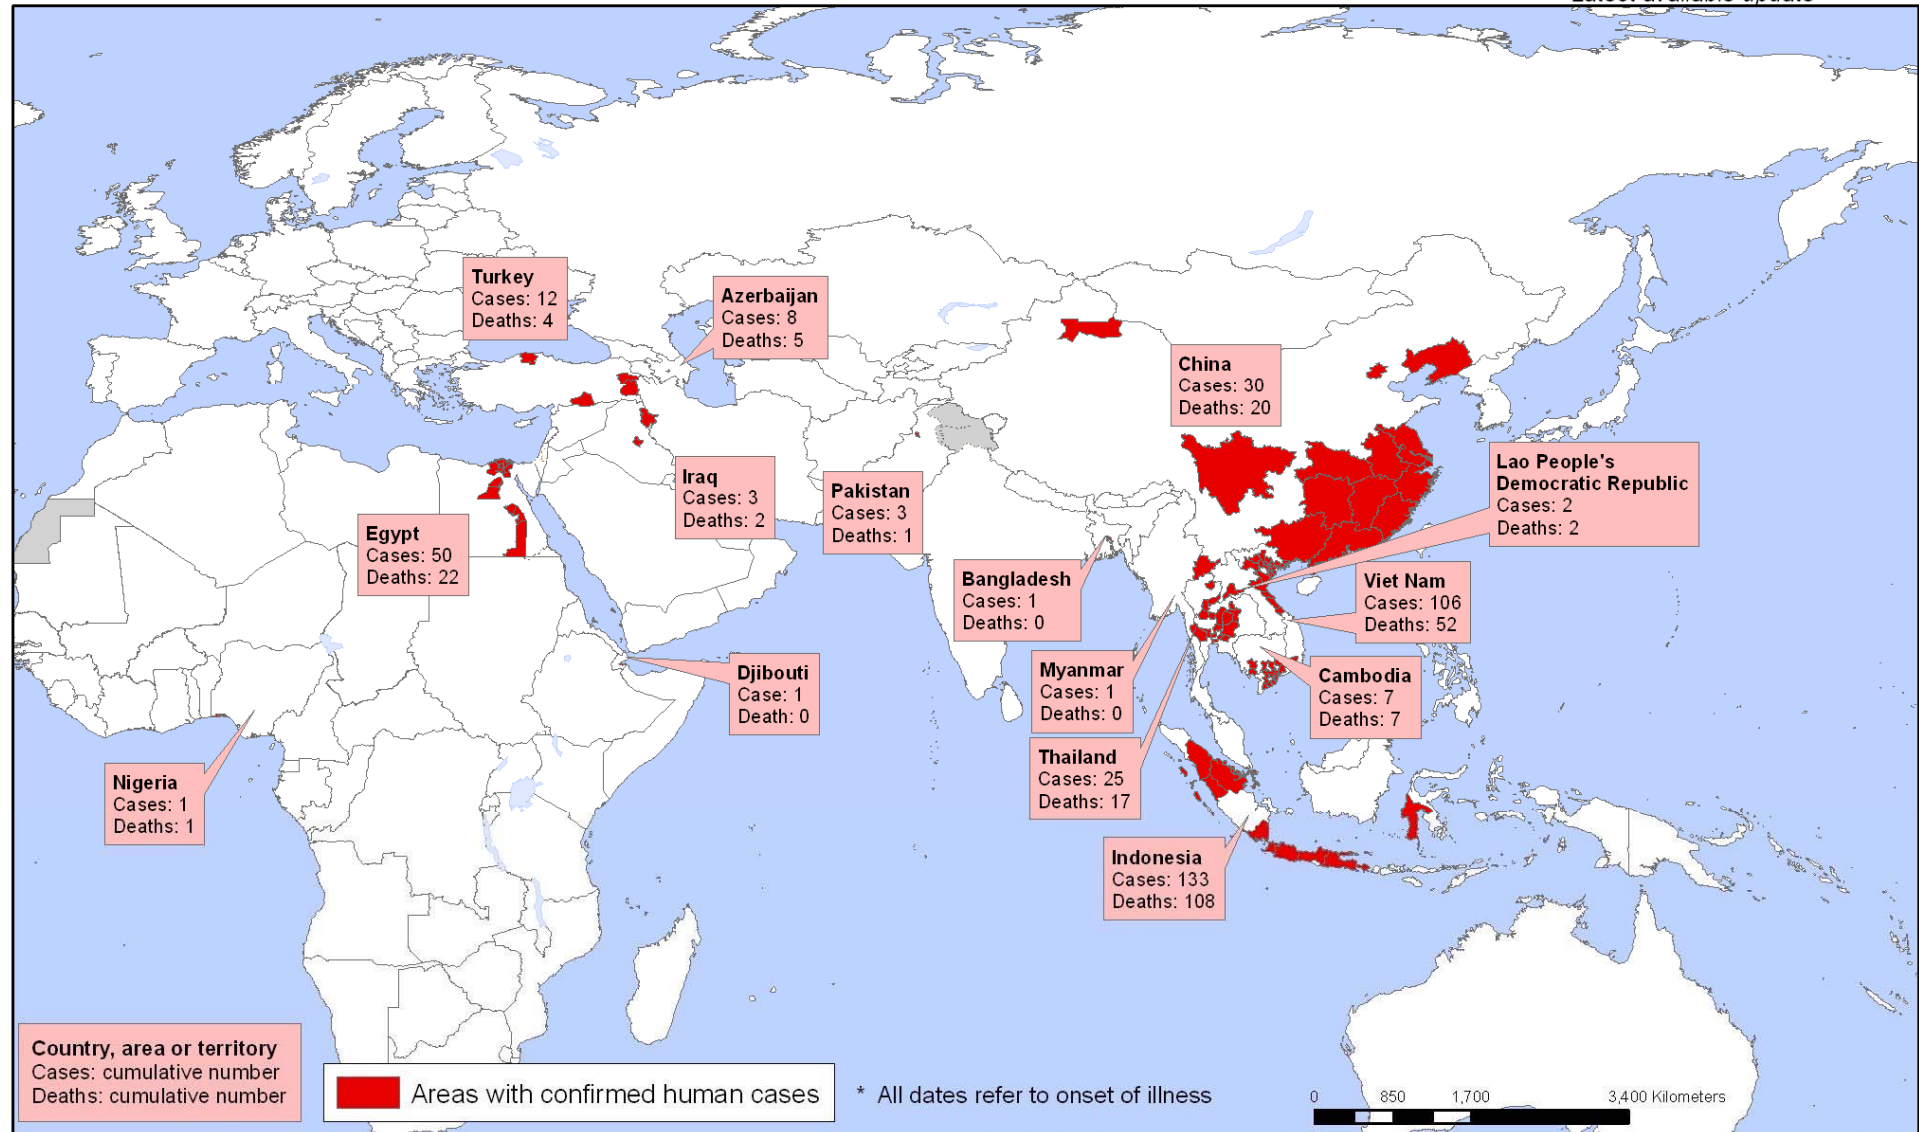 Latest available update
Turkey
Cases: 12
Deaths: 4
Azerbaijan
Cases: 8
Deaths: 5
China
Cases: 30
Deaths: 20
Lao People's
Democratic Republic
Cases: 2
Deaths: 2
Iraq
Cases: 3
Deaths: 2
Pakistan
Cases: 3
Deaths: 1
Egypt
Cases: 50
Deaths: 22
Bangladesh
Cases: 1
Deaths: 0
Viet Nam
Cases: 106
Deaths: 52
Djibouti
Case: 1
Death: 0
Myanmar
Cases: 1
Deaths: 0
Cambodia
Cases: 7
Deaths: 7
Nigeria
Cases: 1
Deaths: 1
Thailand
Cases: 25
Deaths: 17
Indonesia
Cases: 133
Deaths: 108
Country, area or territory
Cases: cumulative number
Deaths: cumulative number
Areas with confirmed human cases
* All dates refer to onset of illness
0 850 1,700 3,400 Kilometers